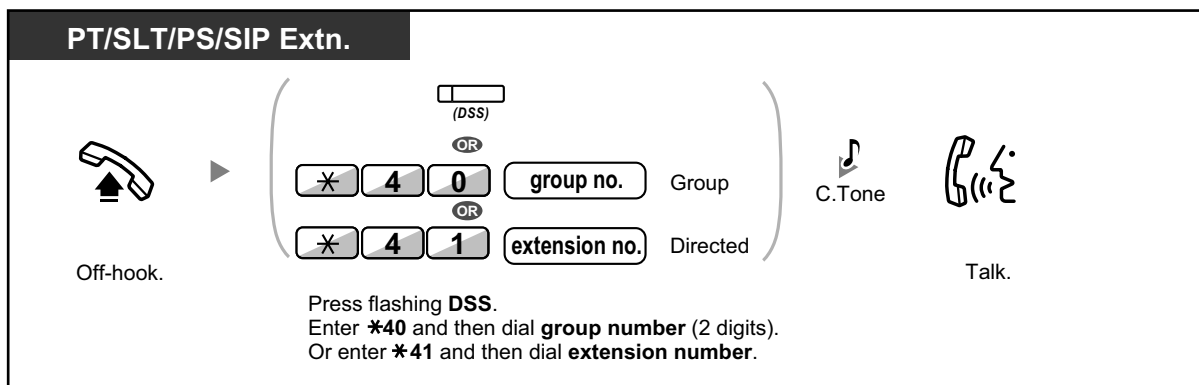 PT/SLT/PS/SIP Extn.
(DSS)
OR
* 4 0 group no. Group
OR
* 4 1 extension no. Directed
C.Tone
Off-hook.
Talk.
Press flashing DSS.
Enter *40 and then dial group number (2 digits).
Or enter *41 and then dial extension number.